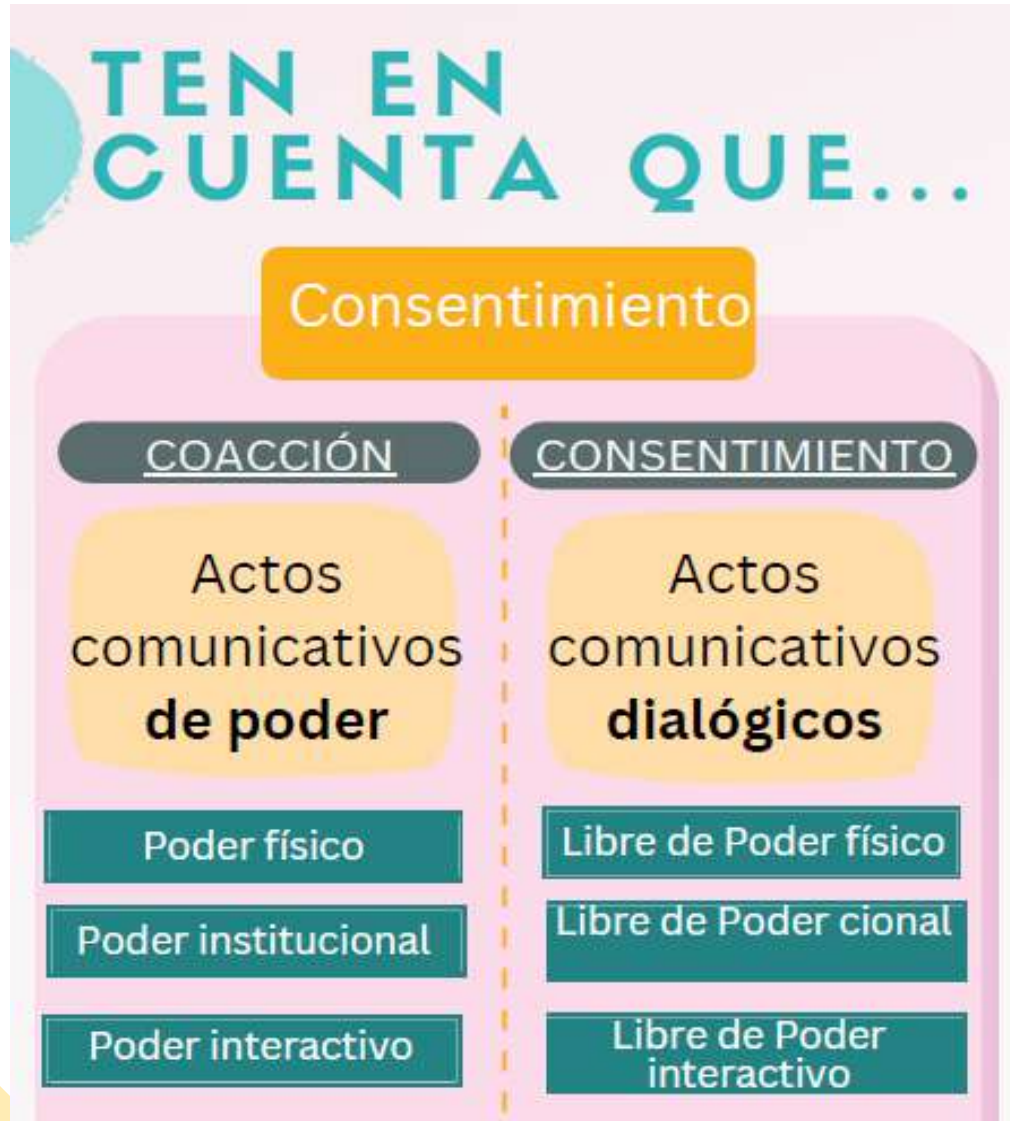 TEN EN
CUENTA QUE...
Consentimiento
COACCIÓN
Actos
comunicativos
de poder
Poder físico
Poder institucional
Poder interactivo
CONSENTIMIENTO
Actos
comunicativos
dialógicos
Libre de Poder físico
Libre de Poder cional
Libre de Poder
interactivo